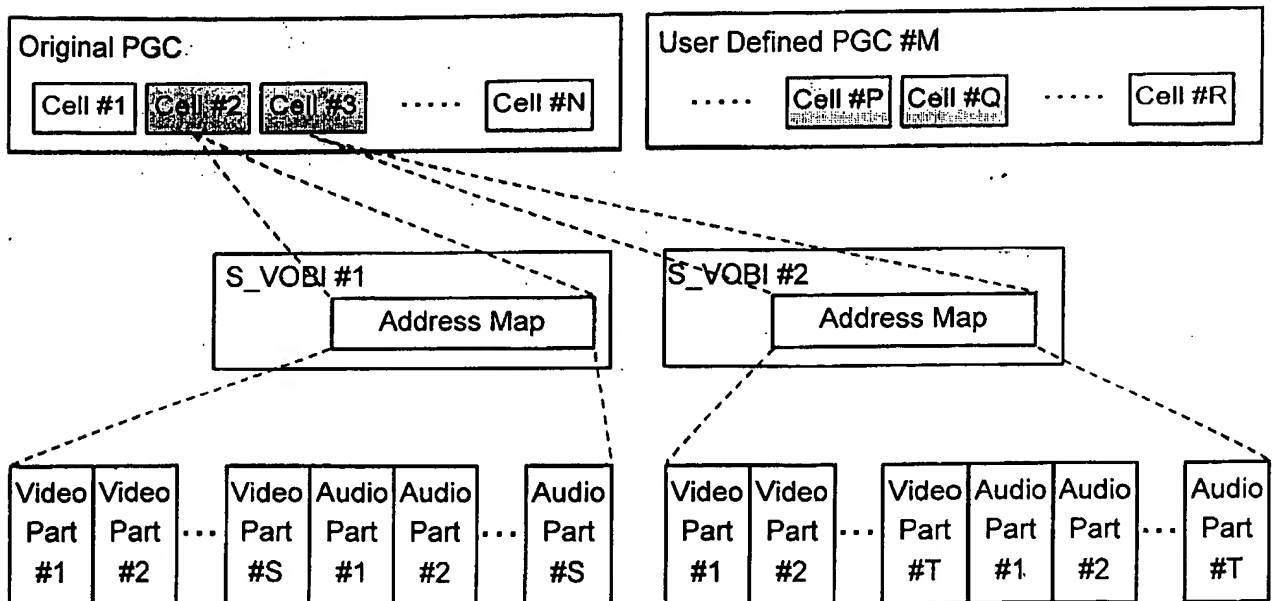 Original PGC
Cell #1 Cell #2 Cell #3 ..... Cell #N
User Defined PGC #M
..... Cell #P Cell #Q ..... Cell #R
S_VOBI #1
Address Map
S_VOBI #2
Address Map
Video Video Video Audio Audio Audio
Part Part ... Part Part Part ... Part
#1 #2 #S #1 #2 #S
Video Video Video Audio Audio Audio
Part Part ... Part Part Part ... Part
#1 #2 #T #1 #2 #T